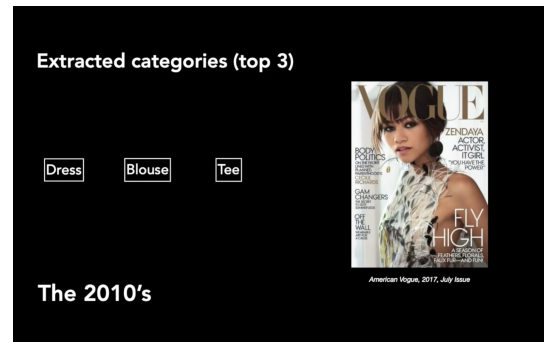 Extracted categories (top 3)
Dress
Blouse
Tee
The 2010's
VOGUE
ZENDAYA
ACTOR,
ACTIVIST,
IT GIRL
"YOU HAVE THE
POWER"
BODY
POLITICS
CECILE
RICHARDS
GAM
CHANGERS
OFF
THE
WALL
FLY
HIGH
A SEASON OF
FEATHERS, FLORALS,
FAUX FUR—AND FUN!
American Vogue, 2017, July Issue